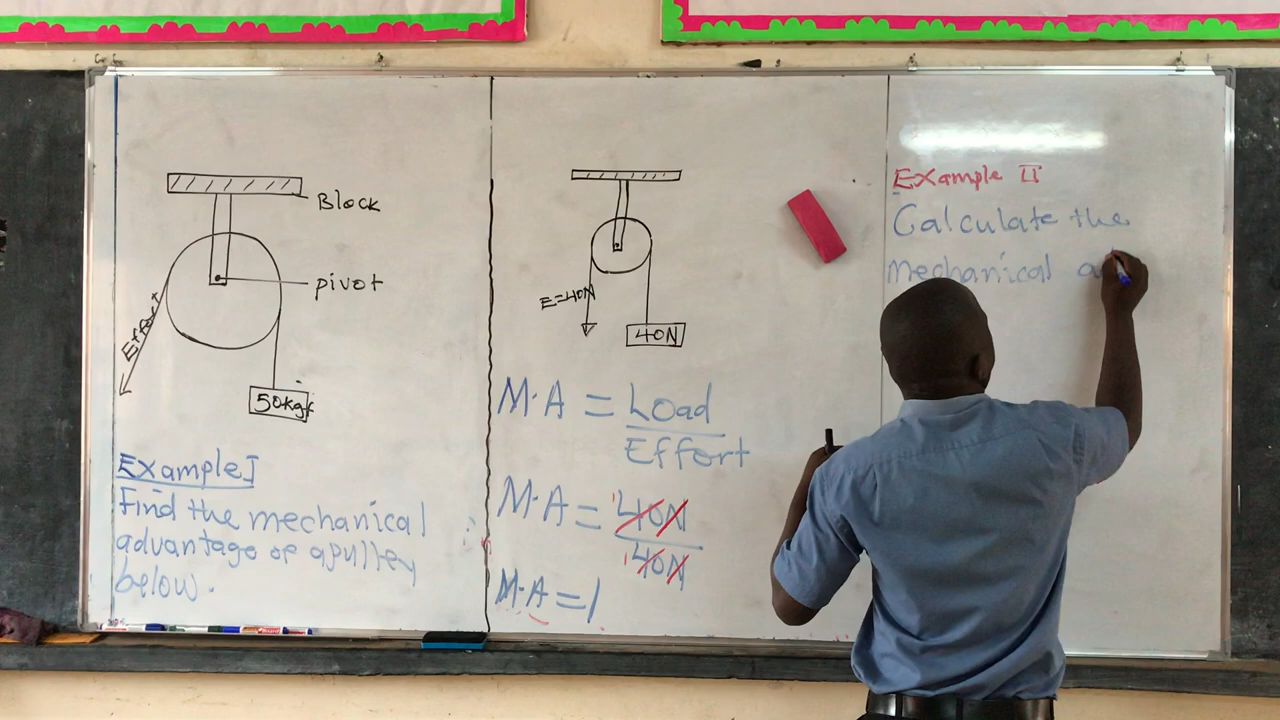 Block
pivot
Effort
50kgf
Example I
Find the mechanical
advantage of a pulley
below.
E=40N
40N
M.A = Load
Effort
M.A = 40N
40N
M.A = 1
Example II
Calculate the
mechanical a